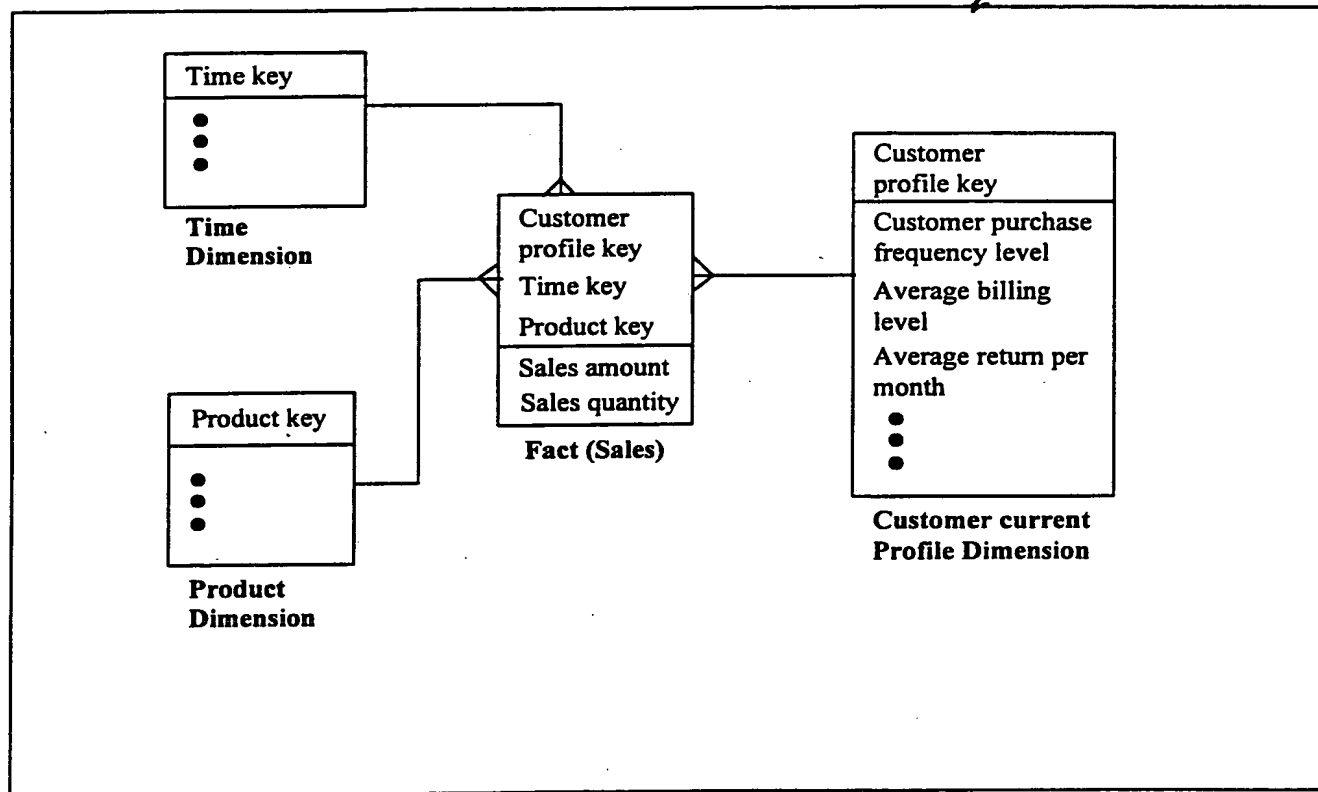 Time key
Time
Dimension
Product key
Product
Dimension
Customer
profile key
Time key
Product key
Sales amount
Sales quantity
Fact (Sales)
Customer
profile key
Customer purchase
frequency level
Average billing
level
Average return per
month
Customer current
Profile Dimension